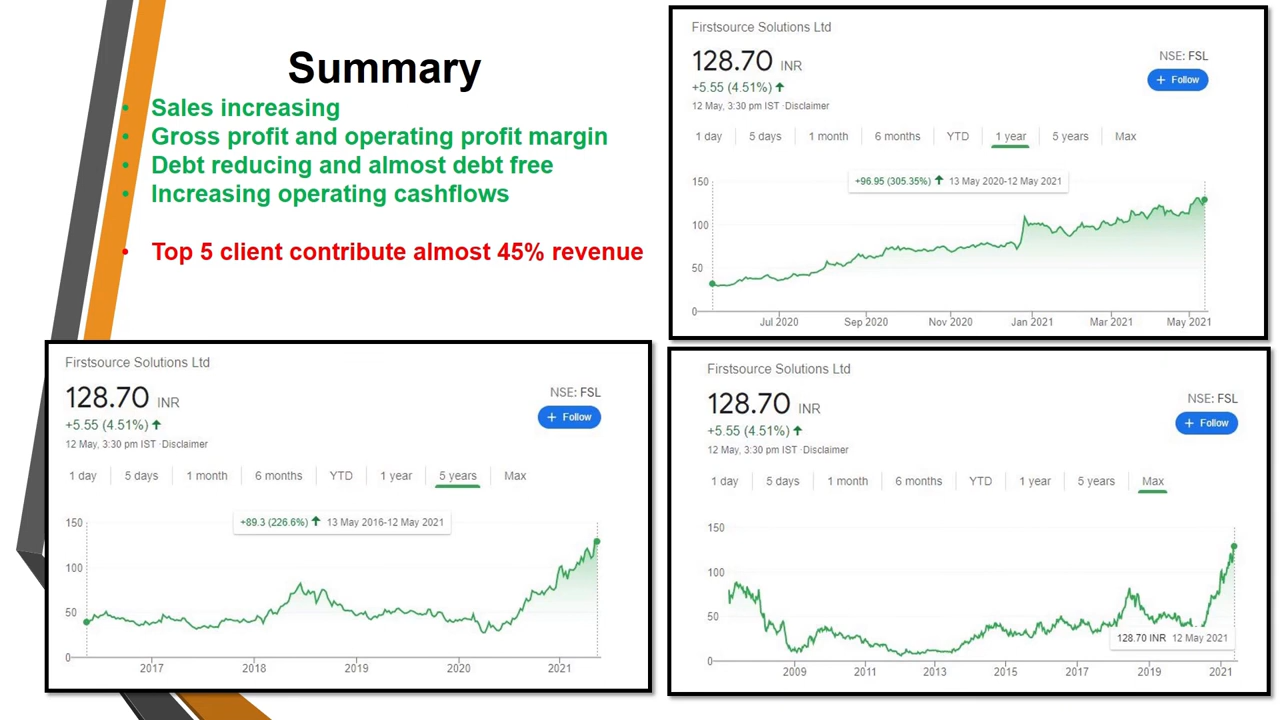 Summary
• Sales increasing
• Gross profit and operating profit margin
• Debt reducing and almost debt free
• Increasing operating cashflows
• Top 5 client contribute almost 45% revenue
Firstsource Solutions Ltd
128.70 INR
NSE: FSL
+5.55 (4.51%) ↑
+ Follow
12 May, 3:30 pm IST · Disclaimer
1 day 5 days 1 month 6 months YTD 1 year 5 years Max
+96.95 (305.35%) ↑ 13 May 2020-12 May 2021
150
100
50
0
Jul 2020 Sep 2020 Nov 2020 Jan 2021 Mar 2021 May 2021
Firstsource Solutions Ltd
128.70 INR
NSE: FSL
+5.55 (4.51%) ↑
+ Follow
12 May, 3:30 pm IST · Disclaimer
1 day 5 days 1 month 6 months YTD 1 year 5 years Max
+89.3 (226.6%) ↑ 13 May 2016-12 May 2021
150
100
50
0
2017 2018 2019 2020 2021
Firstsource Solutions Ltd
128.70 INR
NSE: FSL
+5.55 (4.51%) ↑
+ Follow
12 May, 3:30 pm IST · Disclaimer
1 day 5 days 1 month 6 months YTD 1 year 5 years Max
150
100
50
0
128.70 INR 12 May 2021
2009 2011 2013 2015 2017 2019 2021